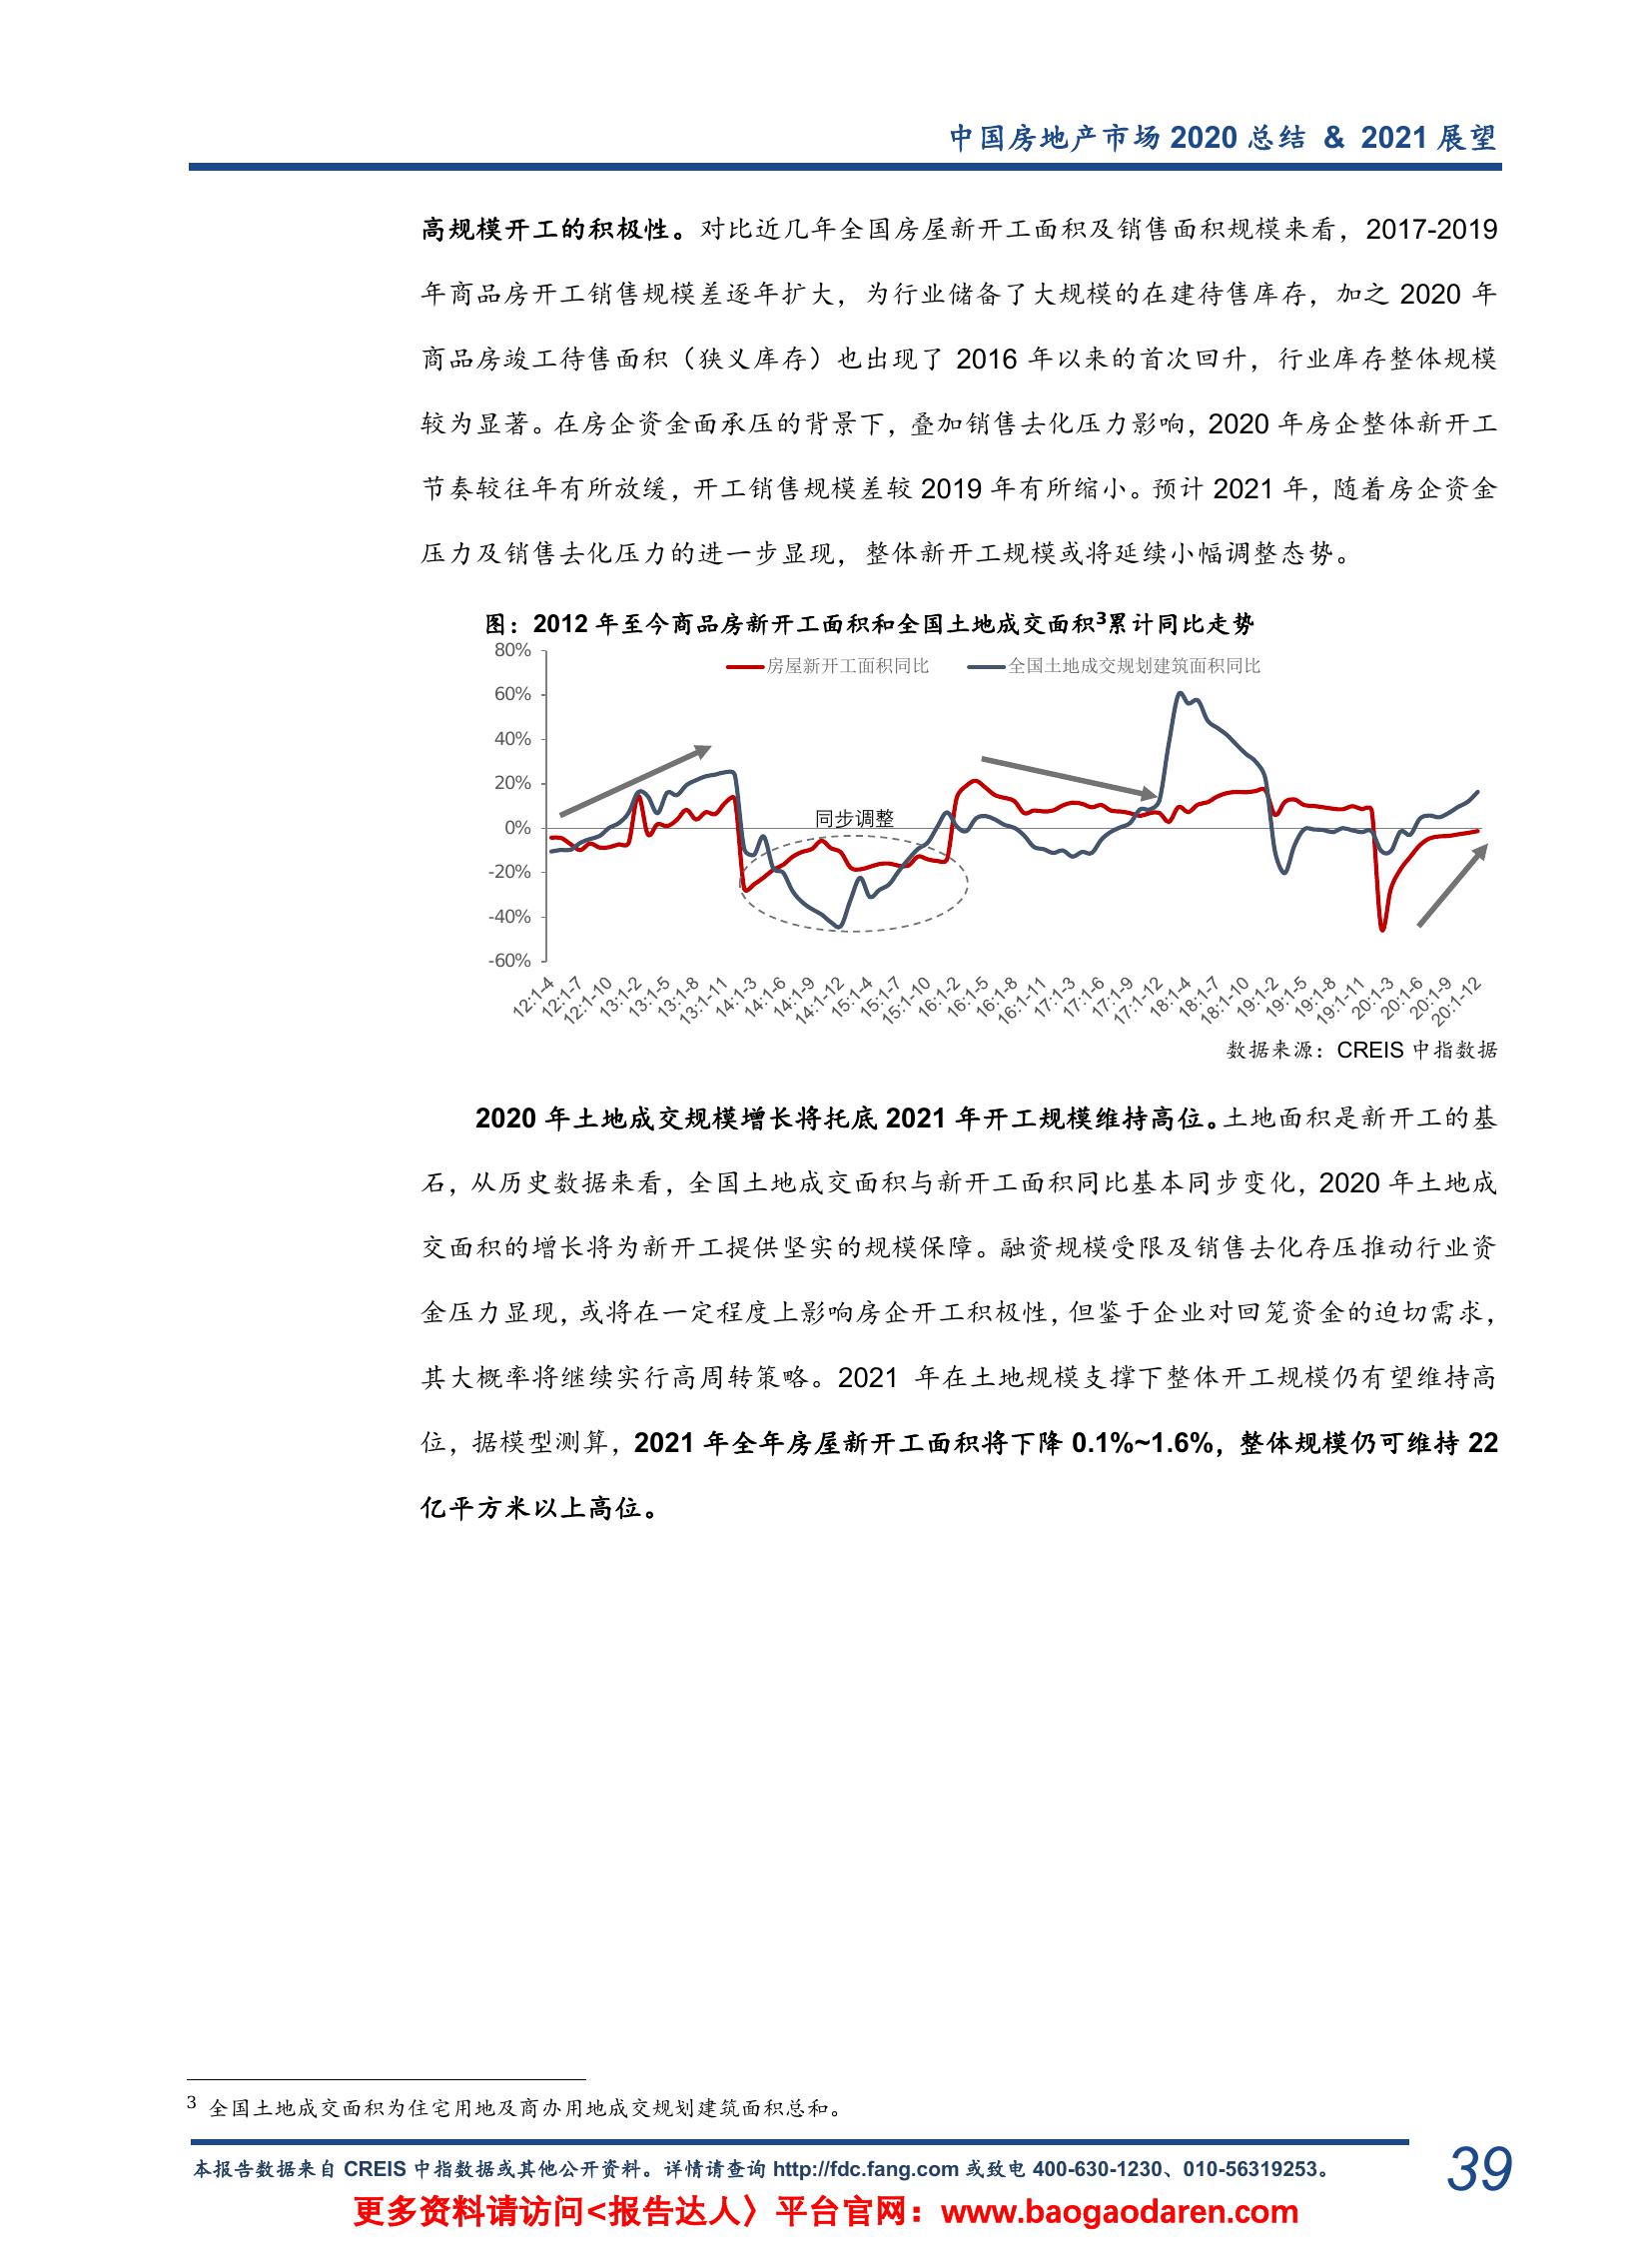 中国房地产市场 2020 总结 & 2021 展望
高规模开工的积极性。对比近几年全国房屋新开工面积及销售面积规模来看，2017-2019
年商品房开工销售规模差逐年扩大，为行业储备了大规模的在建待售库存，加之 2020 年
商品房竣工待售面积（狭义库存）也出现了 2016 年以来的首次回升，行业库存整体规模
较为显著。在房企资金面承压的背景下，叠加销售去化压力影响，2020 年房企整体新开工
节奏较往年有所放缓，开工销售规模差较 2019 年有所缩小。预计 2021 年，随着房企资金
压力及销售去化压力的进一步显现，整体新开工规模或将延续小幅调整态势。
图：2012 年至今商品房新开工面积和全国土地成交面积3累计同比走势
80%
房屋新开工面积同比 全国土地成交规划建筑面积同比
60%
40%
20%
同步调整
0%
-20%
-40%
-60%
12:1-4 12:1-7 12:1-10 13:1-2 13:1-5 13:1-8 13:1-11 14:1-3 14:1-6 14:1-9 14:1-12 15:1-4 15:1-7 15:1-10 16:1-2 16:1-5 16:1-8 16:1-11 17:1-3 17:1-6 17:1-9 17:1-12 18:1-4 18:1-7 18:1-10 19:1-2 19:1-5 19:1-8 19:1-11 20:1-3 20:1-6 20:1-9 20:1-12
数据来源：CREIS 中指数据
2020 年土地成交规模增长将托底 2021 年开工规模维持高位。土地面积是新开工的基
石，从历史数据来看，全国土地成交面积与新开工面积同比基本同步变化，2020 年土地成
交面积的增长将为新开工提供坚实的规模保障。融资规模受限及销售去化存压推动行业资
金压力显现，或将在一定程度上影响房企开工积极性，但鉴于企业对回笼资金的迫切需求，
其大概率将继续实行高周转策略。2021 年在土地规模支撑下整体开工规模仍有望维持高
位，据模型测算，2021 年全年房屋新开工面积将下降 0.1%~1.6%，整体规模仍可维持 22
亿平方米以上高位。
3 全国土地成交面积为住宅用地及商办用地成交规划建筑面积总和。
本报告数据来自 CREIS 中指数据或其他公开资料。详情请查询 http://fdc.fang.com 或致电 400-630-1230、010-56319253。
39
更多资料请访问<报告达人〉平台官网：www.baogaodaren.com